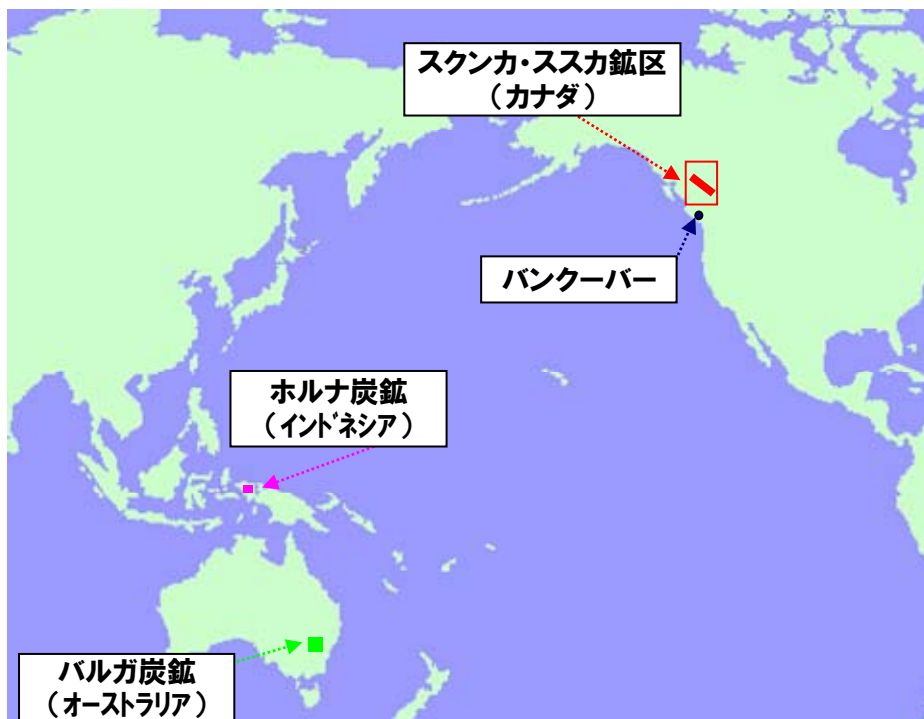 スクンカ・ススカ鉱区
(カナダ)
バンクーバー
ホルナ炭鉱
(インドネシア)
バルガ炭鉱
(オーストラリア)